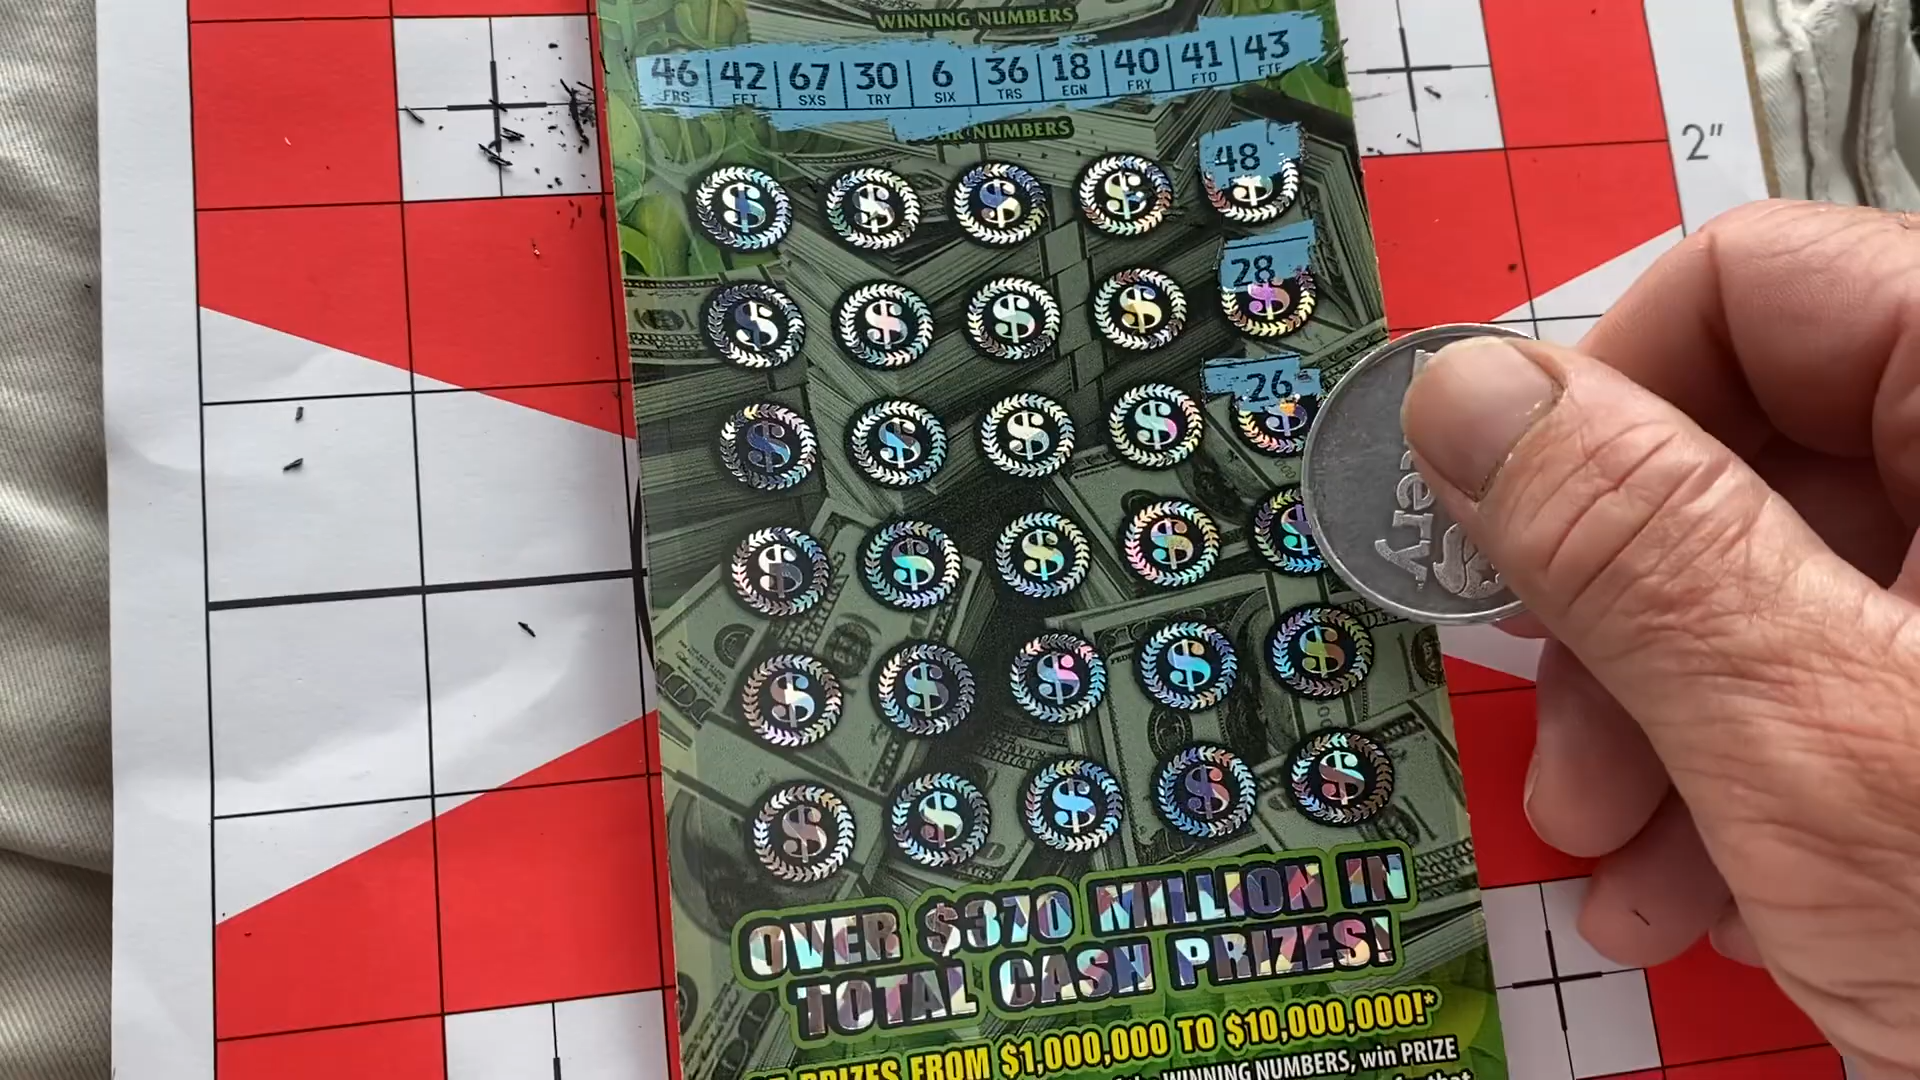 WINNING NUMBERS
46 42 67 30 6 36 18 40 41 43
FRS FFT SXS TRY SIX TRS EGN FRY FTO FTE
NUMBERS
48
28
26
2"
OVER $370 MILLION IN
TOTAL CASH PRIZES!
PRIZES FROM $1,000,000 TO $10,000,000!*
WINNING NUMBERS, win PRIZE